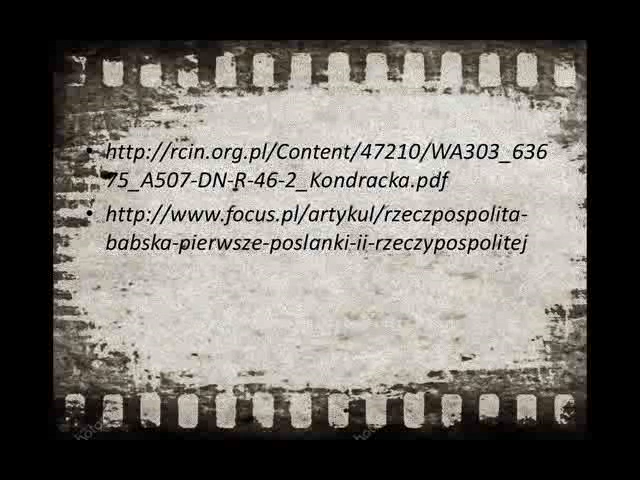 • http://rcin.org.pl/Content/47210/WA303_636
75_A507-DN-R-46-2_Kondracka.pdf
• http://www.focus.pl/artykul/rzeczpospolita-
babska-pierwsze-poslanki-ii-rzeczypospolitej